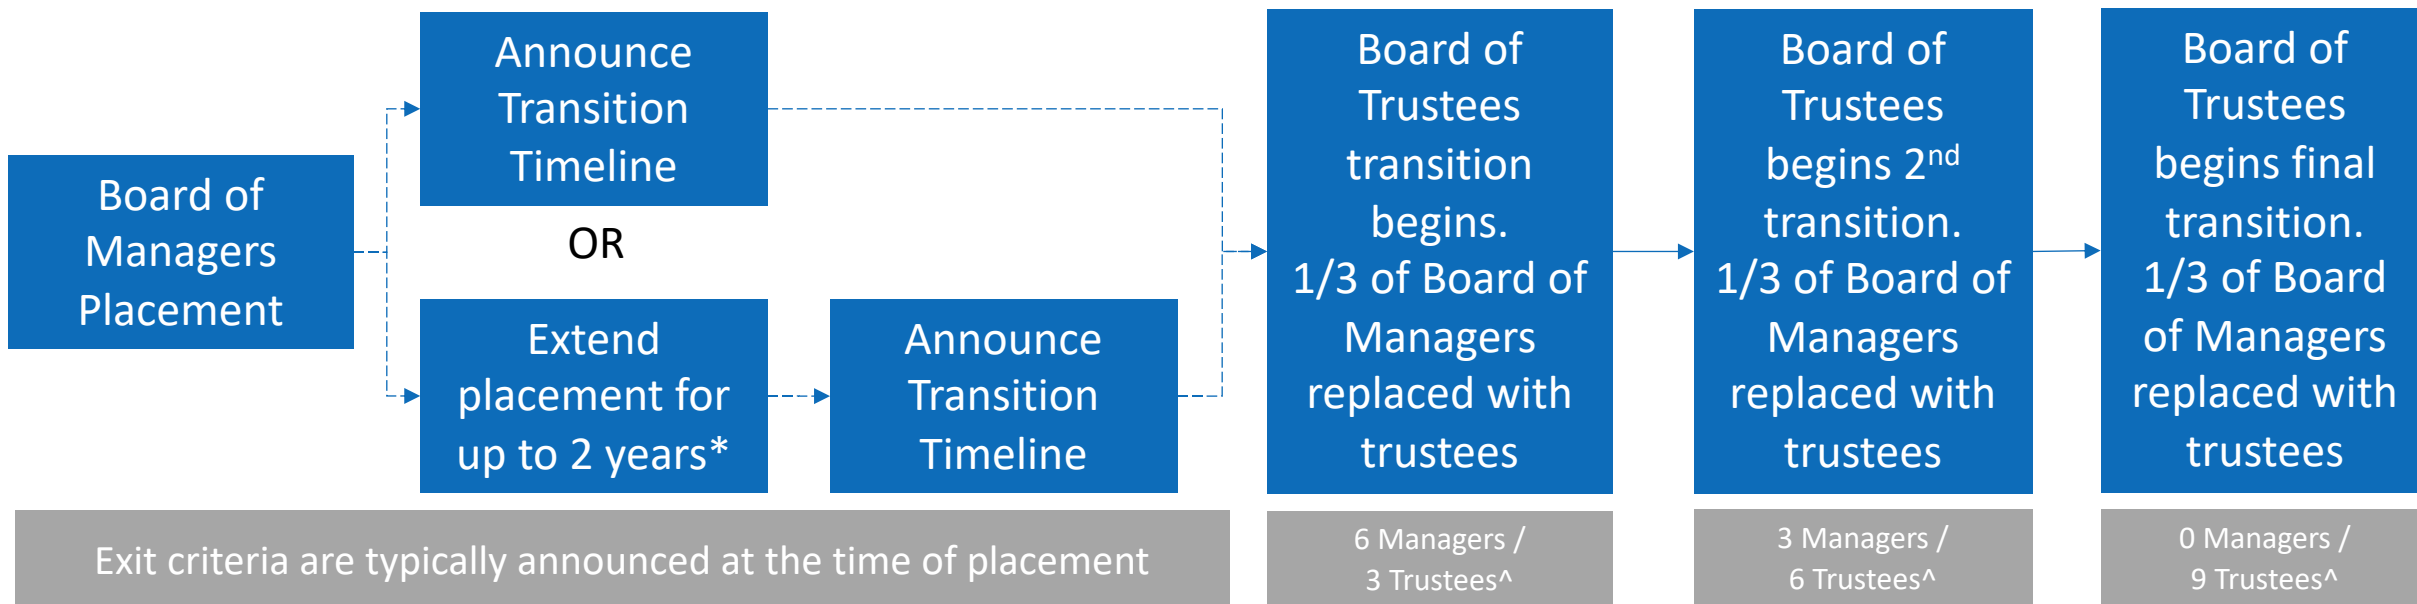 Board of
Managers
Placement
Announce
Transition
Timeline
OR
Extend
placement for
up to 2 years*
Announce
Transition
Timeline
Board of
Trustees
transition
begins.
1/3 of Board of
Managers
replaced with
trustees
Board of
Trustees
begins 2nd
transition.
1/3 of Board of
Managers
replaced with
trustees
Board of
Trustees
begins final
transition.
1/3 of Board
of Managers
replaced with
trustees
Exit criteria are typically announced at the time of placement
6 Managers /
3 Trustees^
3 Managers /
6 Trustees^
0 Managers /
9 Trustees^